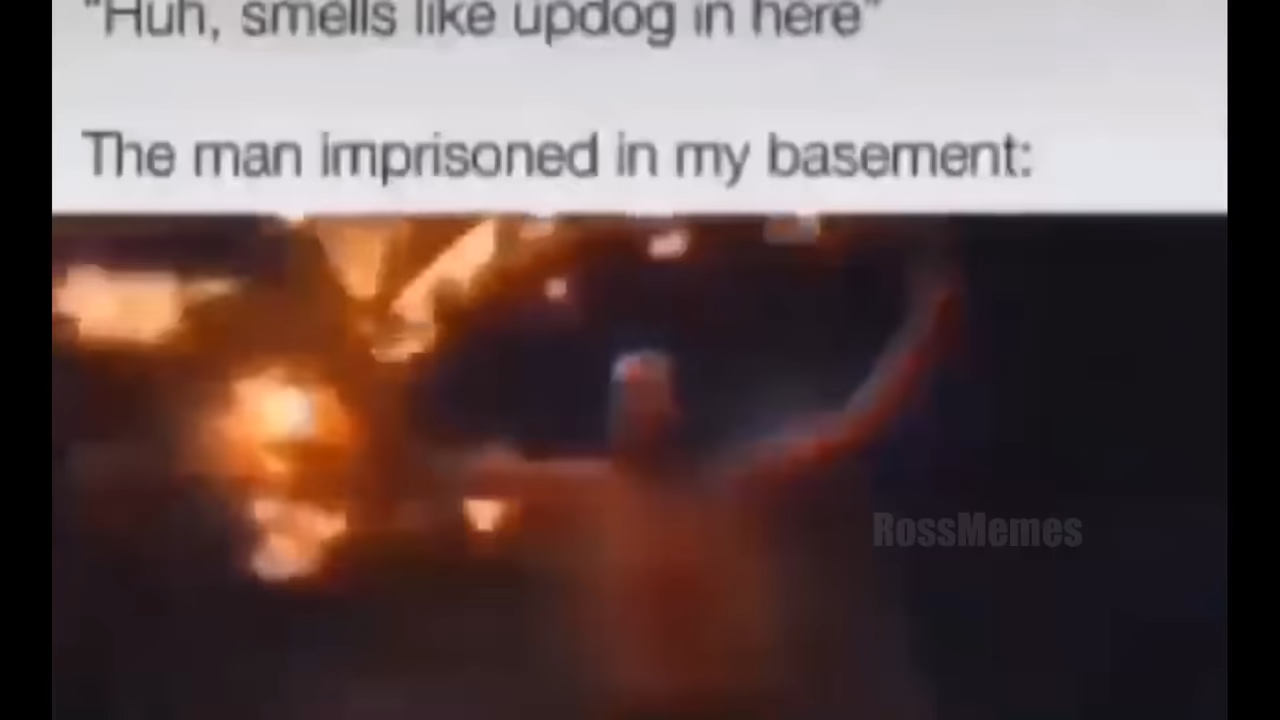 "Huh, smells like updog in here"
The man imprisoned in my basement:
RossMemes